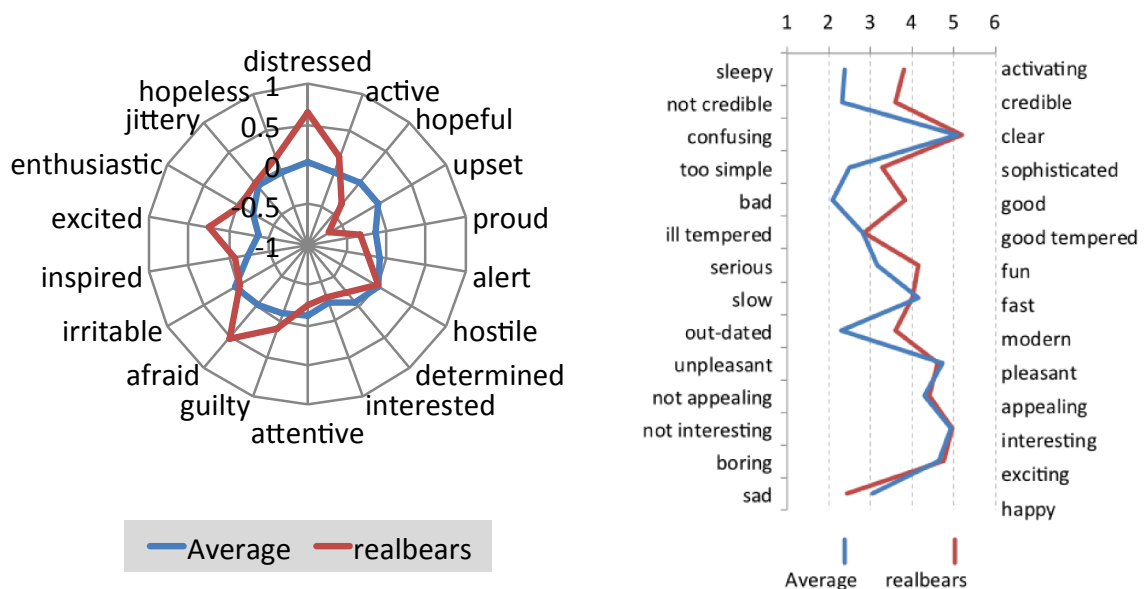 distressed
active
hopeful
upset
proud
alert
hostile
determined
interested
attentive
guilty
afraid
irritable
inspired
excited
enthusiastic
jittery
hopeless
1
0.5
0
-0.5
-1
Average realbears
1 2 3 4 5 6
sleepy activating
not credible credible
confusing clear
too simple sophisticated
bad good
ill tempered good tempered
serious fun
slow fast
out-dated modern
unpleasant pleasant
not appealing appealing
not interesting interesting
boring exciting
sad happy
Average realbears